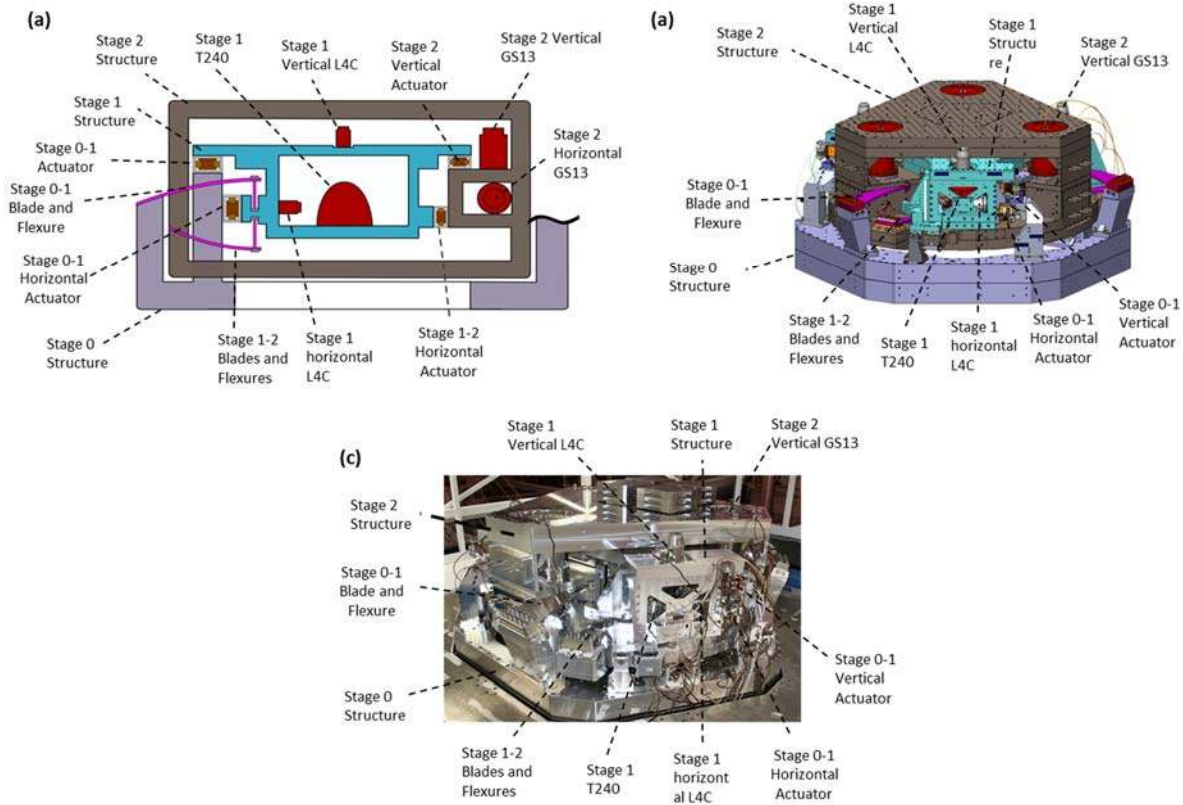 (a)
Stage 2
Structure
Stage 1
T240
Stage 1
Vertical L4C
Stage 2
Vertical
Actuator
Stage 2 Vertical
GS13
Stage 1
Structure
Stage 0-1
Actuator
Stage 0-1
Blade and
Flexure
Stage 0-1
Horizontal
Actuator
Stage 0
Structure
Stage 1-2
Blades and
Flexures
Stage 1
horizontal
L4C
Stage 1-2
Horizontal
Actuator
Stage 2
Horizontal
GS13
(a)
Stage 2
Structure
Stage 1
Vertical
L4C
Stage 1
Structu
re
Stage 2
Vertical GS13
Stage 0-1
Blade and
Flexure
Stage 0
Structure
Stage 1-2
Blades and
Flexures
Stage 1
T240
Stage 1
horizontal
L4C
Stage 0-1
Horizontal
Actuator
Stage 0-1
Vertical
Actuator
(c)
Stage 1
Vertical L4C
Stage 1
Structure
Stage 2
Vertical GS13
Stage 2
Structure
Stage 0-1
Blade and
Flexure
Stage 0
Structure
Stage 1-2
Blades and
Flexures
Stage 1
T240
Stage 1
horizont
al L4C
Stage 0-1
Horizontal
Actuator
Stage 0-1
Vertical
Actuator